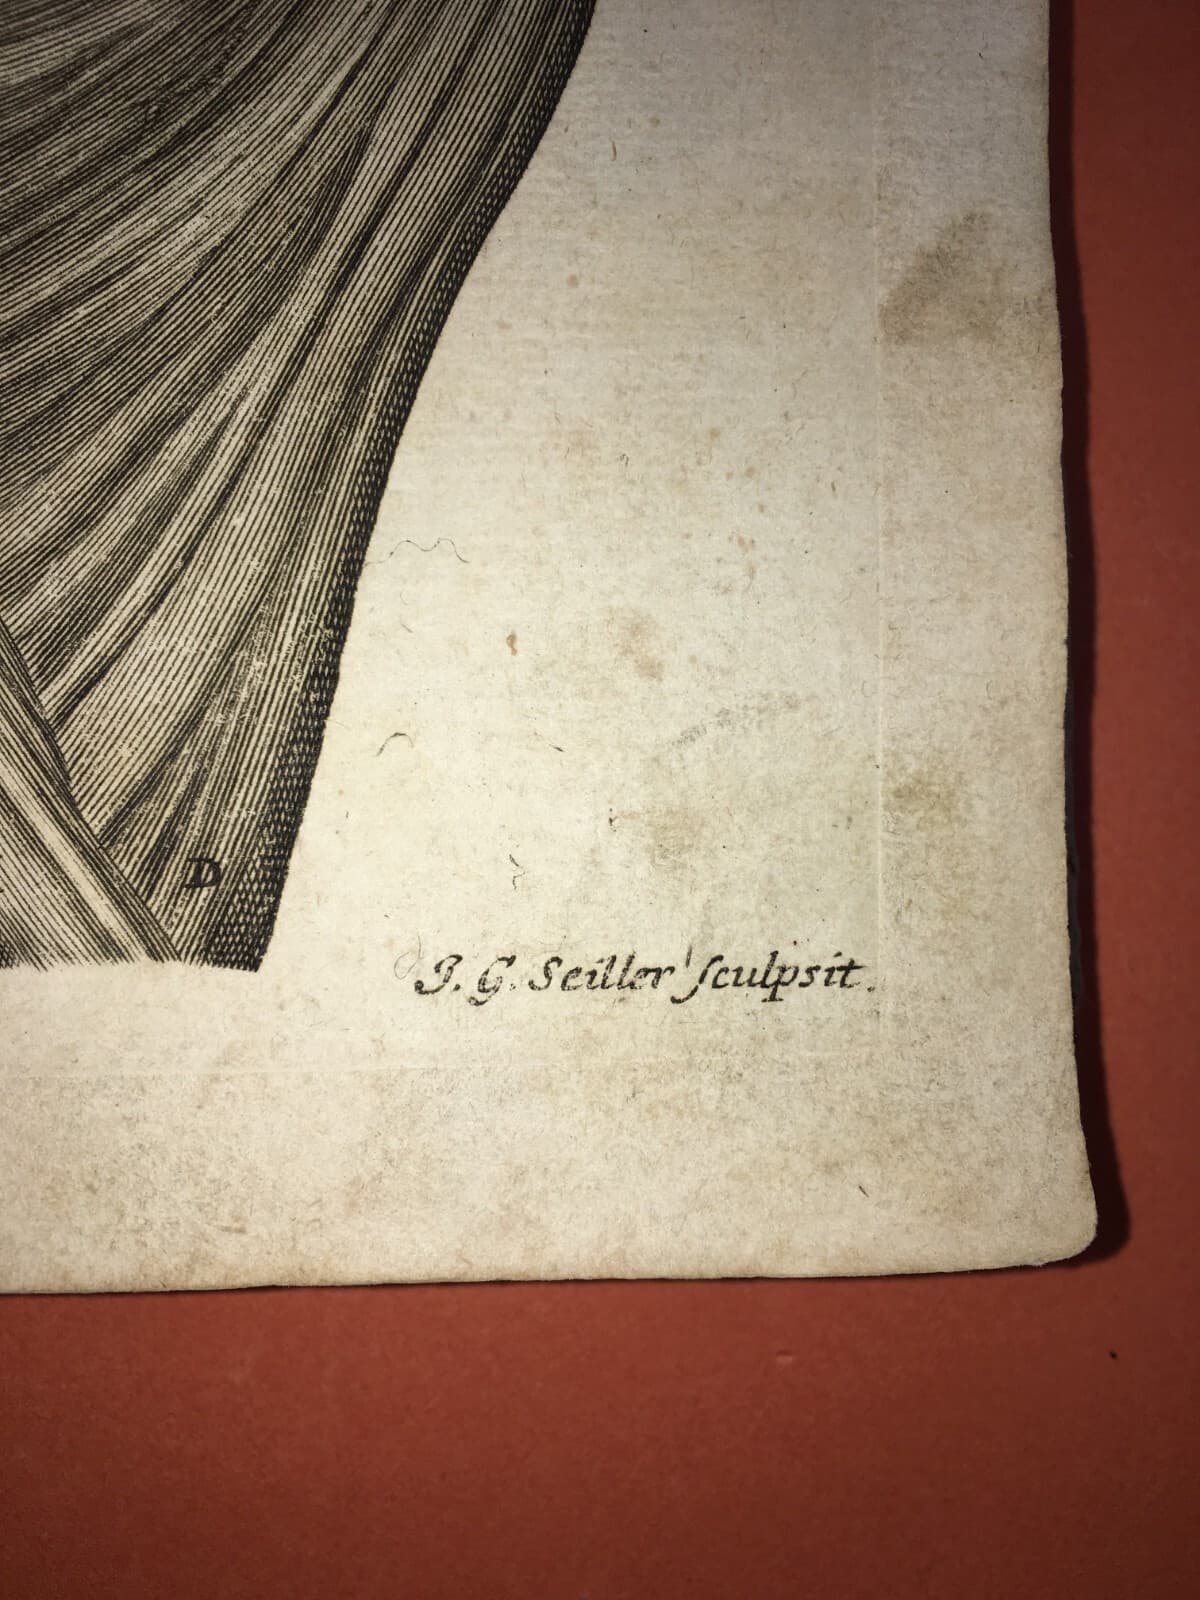 D
J. G. Seiller ſculpsit.